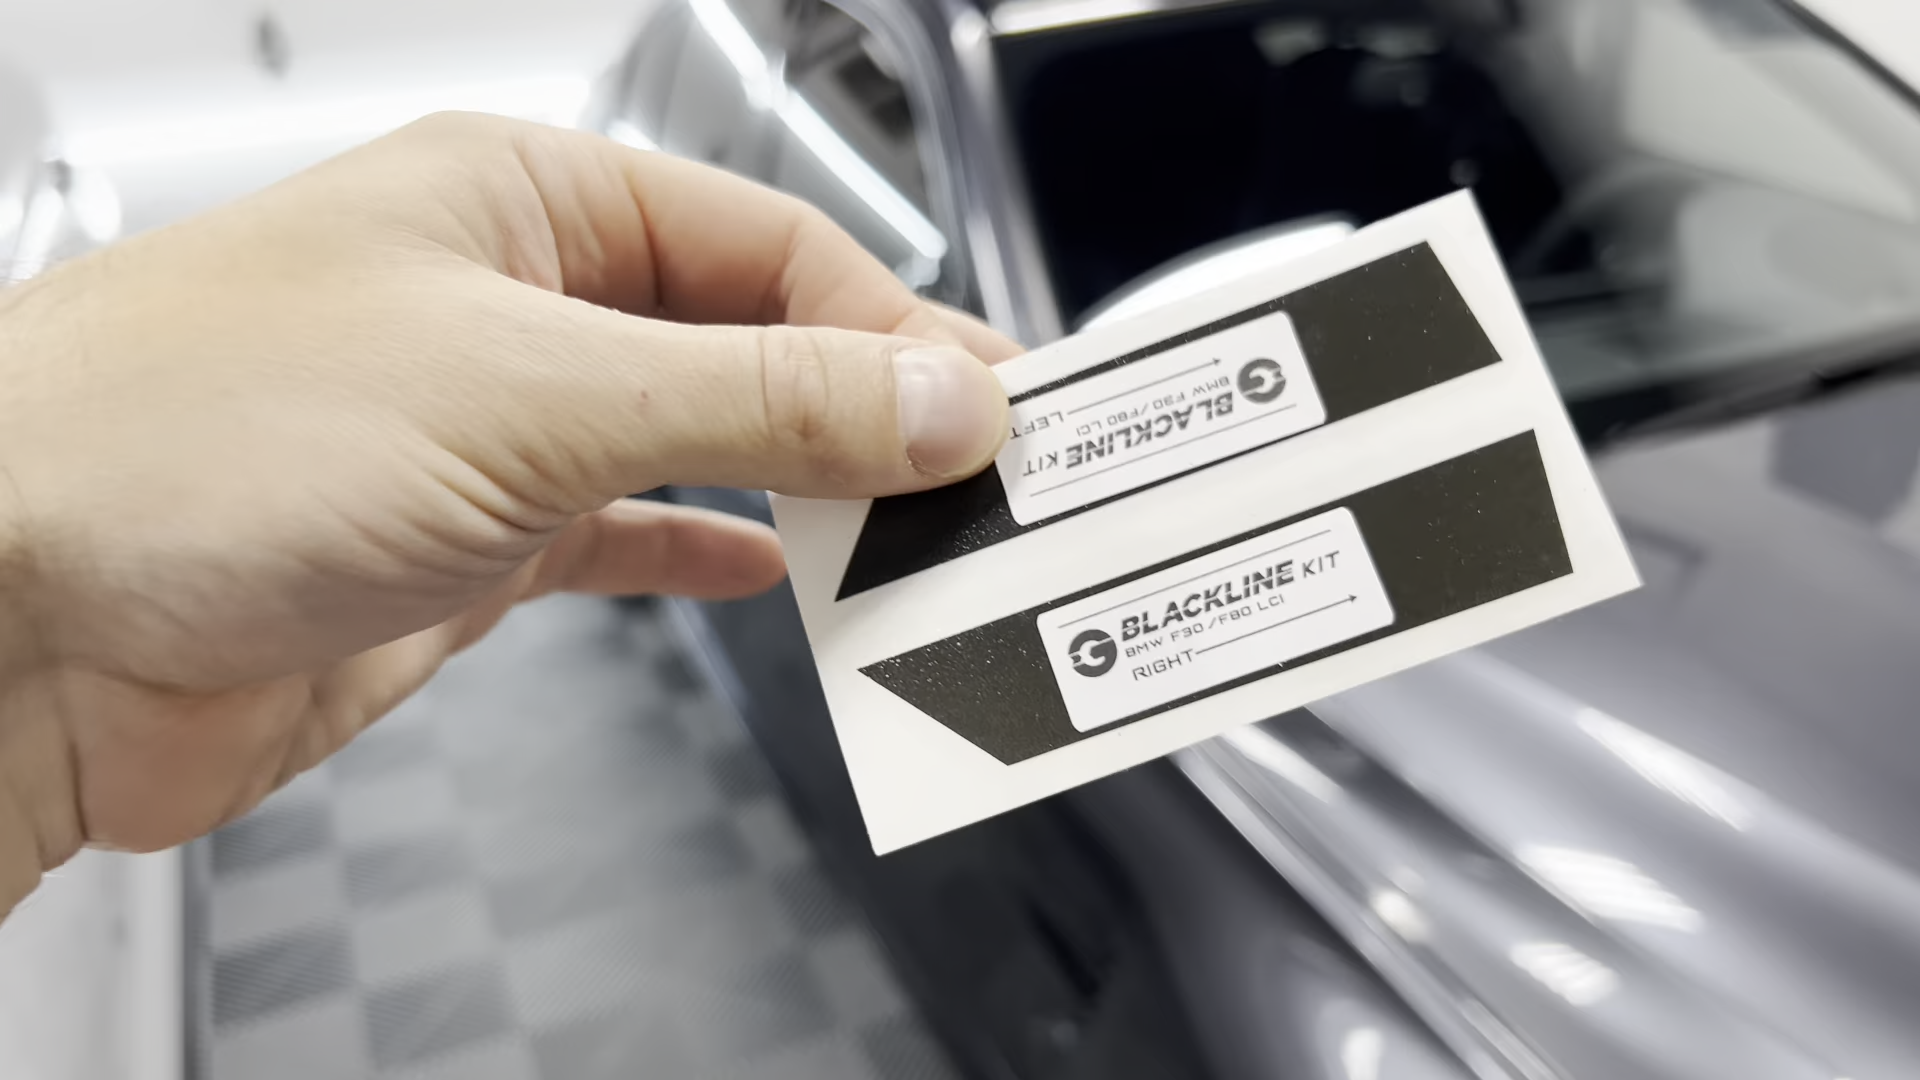 BLACKLINE KIT
BMW F30/F80 LCI
LEFT
G BLACKLINE KIT
BMW F30/F80 LCI
RIGHT